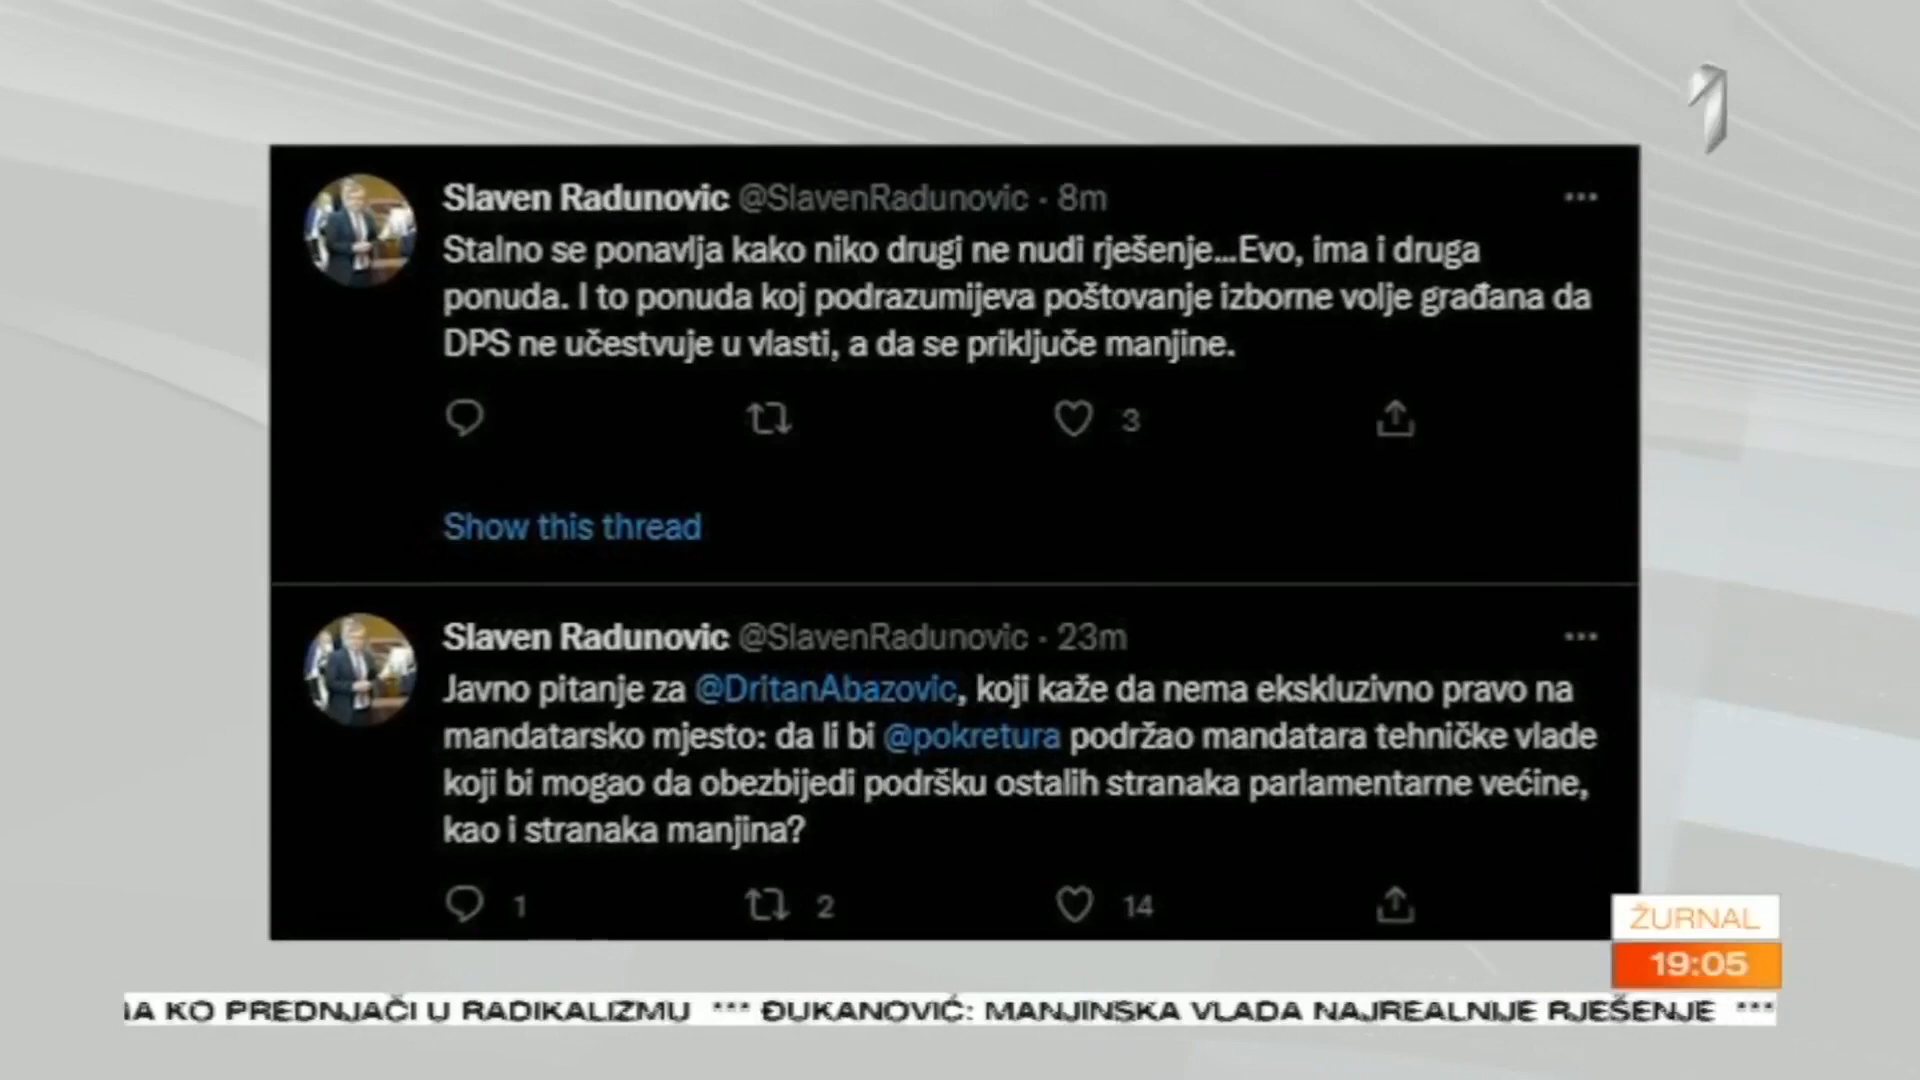 Slaven Radunovic @SlavenRadunovic · 8m
Stalno se ponavlja kako niko drugi ne nudi rješenje...Evo, ima i druga
ponuda. I to ponuda koj podrazumijeva poštovanje izborne volje građana da
DPS ne učestvuje u vlasti, a da se priključe manjine.
3
Show this thread
Slaven Radunovic @SlavenRadunovic · 23m
Javno pitanje za @DritanAbazovic, koji kaže da nema ekskluzivno pravo na
mandatarsko mjesto: da li bi @pokretura podržao mandatara tehničke vlade
koji bi mogao da obezbijedi podršku ostalih stranaka parlamentarne većine,
kao i stranaka manjina?
1 2 14
ŽURNAL
19:05
KO PREDNJAČI U RADIKALIZMU *** ĐUKANOVIĆ: MANJINSKA VLADA NAJREALNIJE RJEŠENJE ***